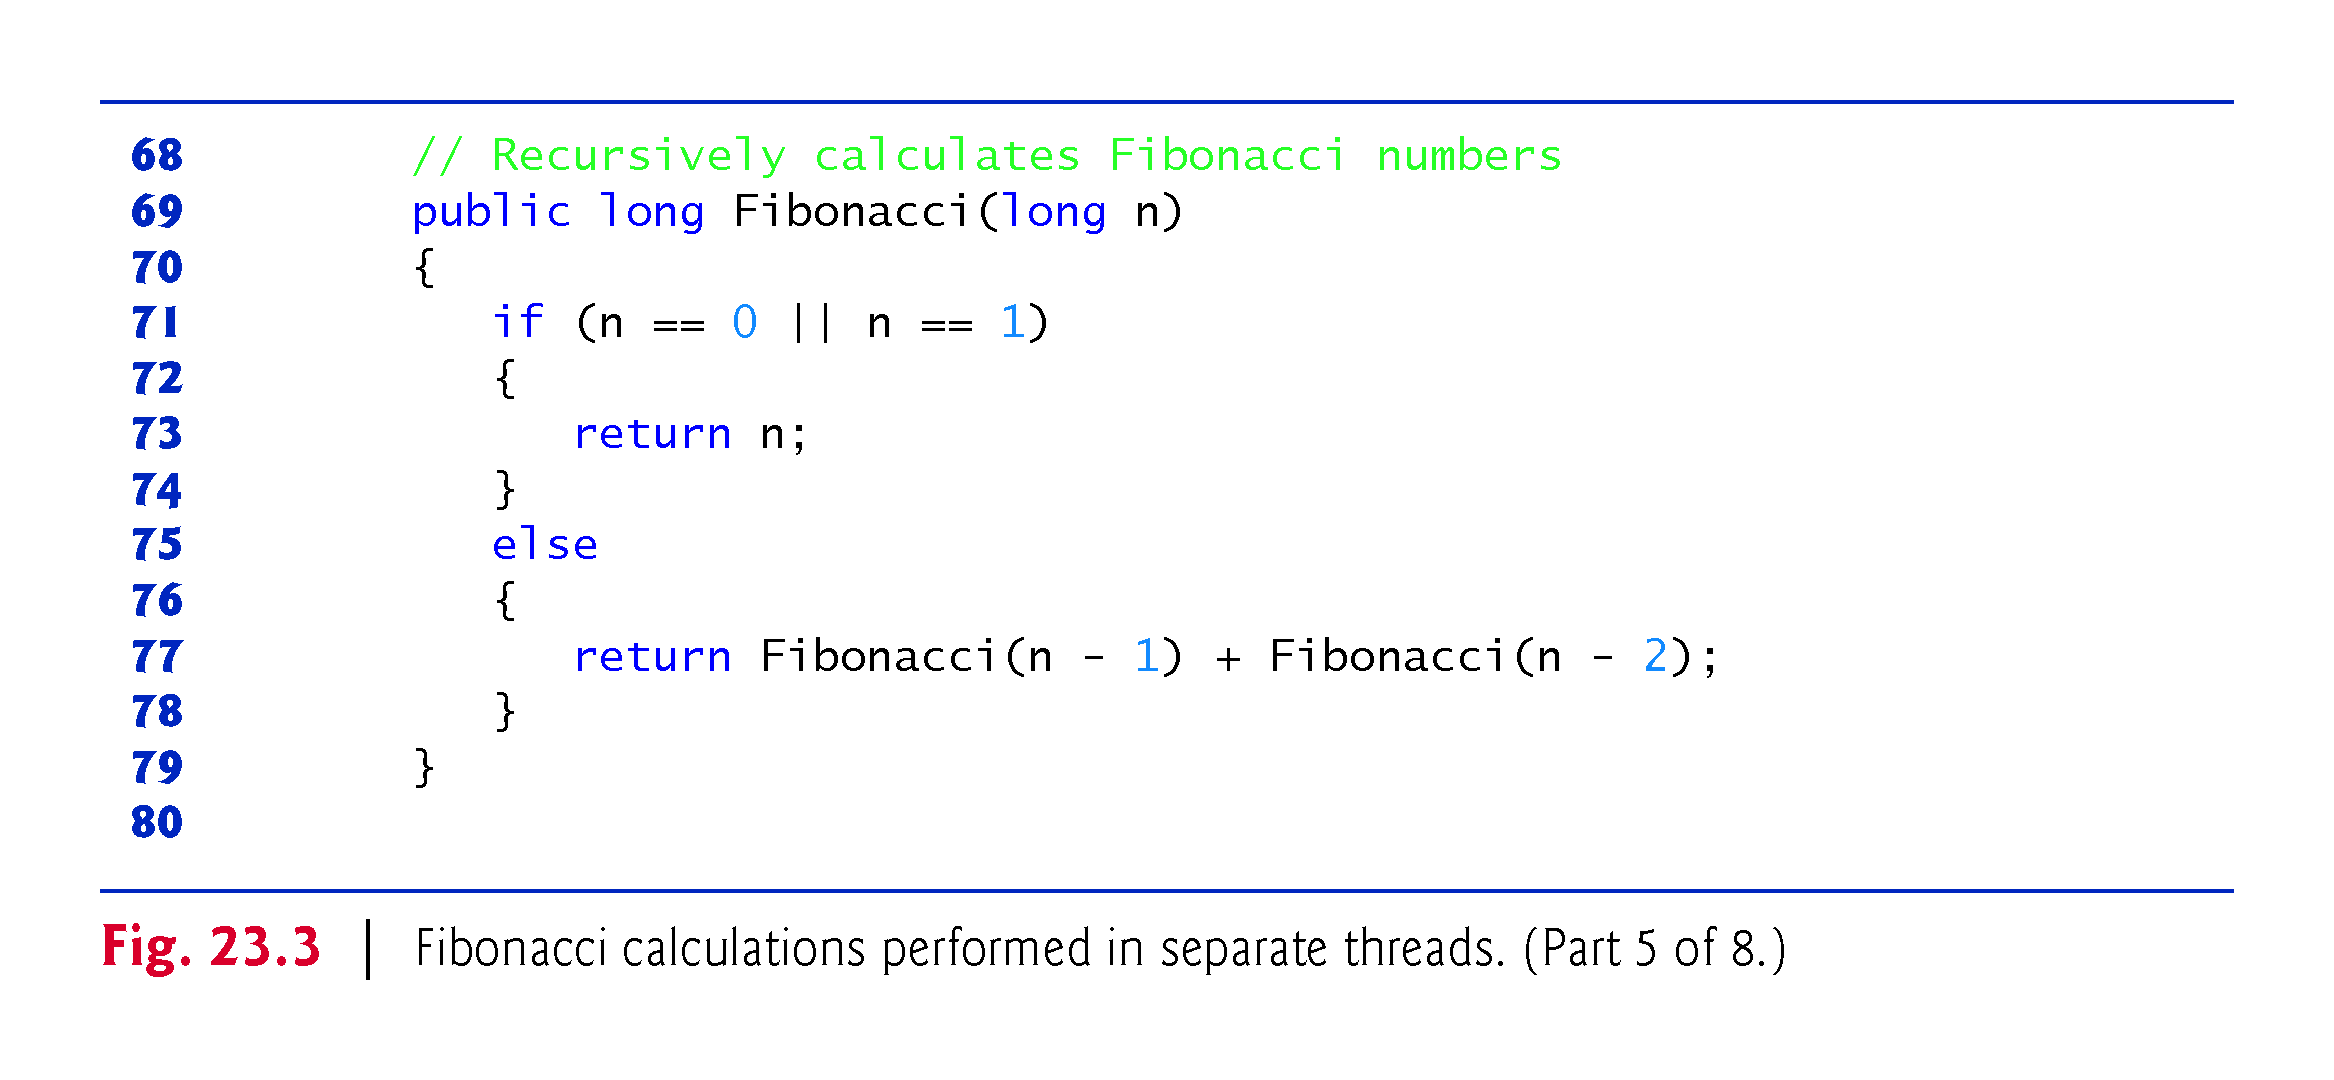 68 // Recursively calculates Fibonacci numbers
69 public long Fibonacci(long n)
70 {
71 if (n == 0 || n == 1)
72 {
73 return n;
74 }
75 else
76 {
77 return Fibonacci(n - 1) + Fibonacci(n - 2);
78 }
79 }
80
Fig. 23.3 | Fibonacci calculations performed in separate threads. (Part 5 of 8.)